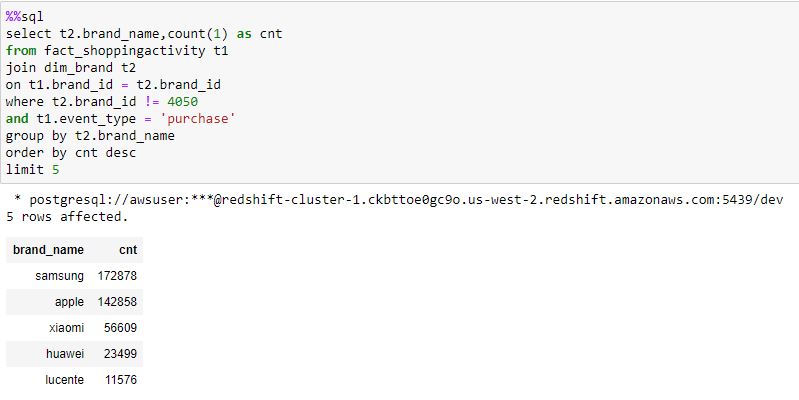 %%sql
select t2.brand_name,count(1) as cnt
from fact_shoppingactivity t1
join dim_brand t2
on t1.brand_id = t2.brand_id
where t2.brand_id != 4050
and t1.event_type = 'purchase'
group by t2.brand_name
order by cnt desc
limit 5
* postgresql://awsuser:***@redshift-cluster-1.ckbttoe0gc9o.us-west-2.redshift.amazonaws.com:5439/dev
5 rows affected.
brand_name cnt
samsung 172878
apple 142858
xiaomi 56609
huawei 23499
lucente 11576